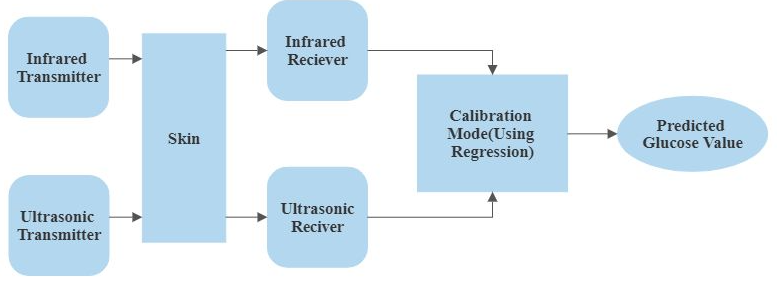 Infrared
Transmitter
Skin
Infrared
Reciever
Calibration
Mode(Using
Regression)
Predicted
Glucose Value
Ultrasonic
Transmitter
Ultrasonic
Reciver